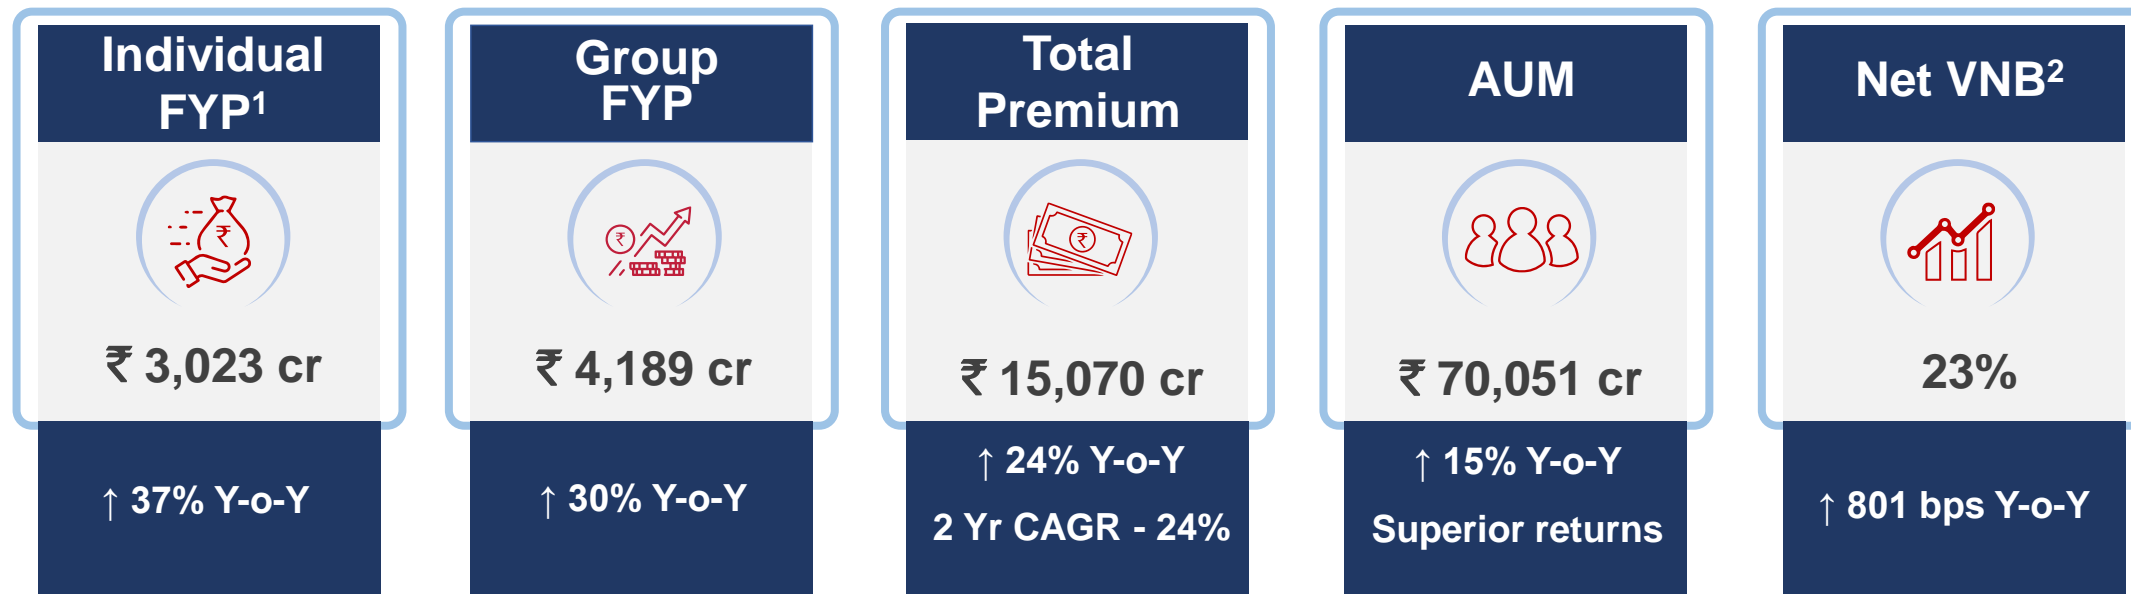 Individual
FYP¹
₹
₹ 3,023 cr
↑ 37% Y-o-Y
Group
FYP
₹
₹ 4,189 cr
↑ 30% Y-o-Y
Total
Premium
₹
₹ 15,070 cr
↑ 24% Y-o-Y
2 Yr CAGR - 24%
AUM
₹ 70,051 cr
↑ 15% Y-o-Y
Superior returns
Net VNB²
23%
↑ 801 bps Y-o-Y